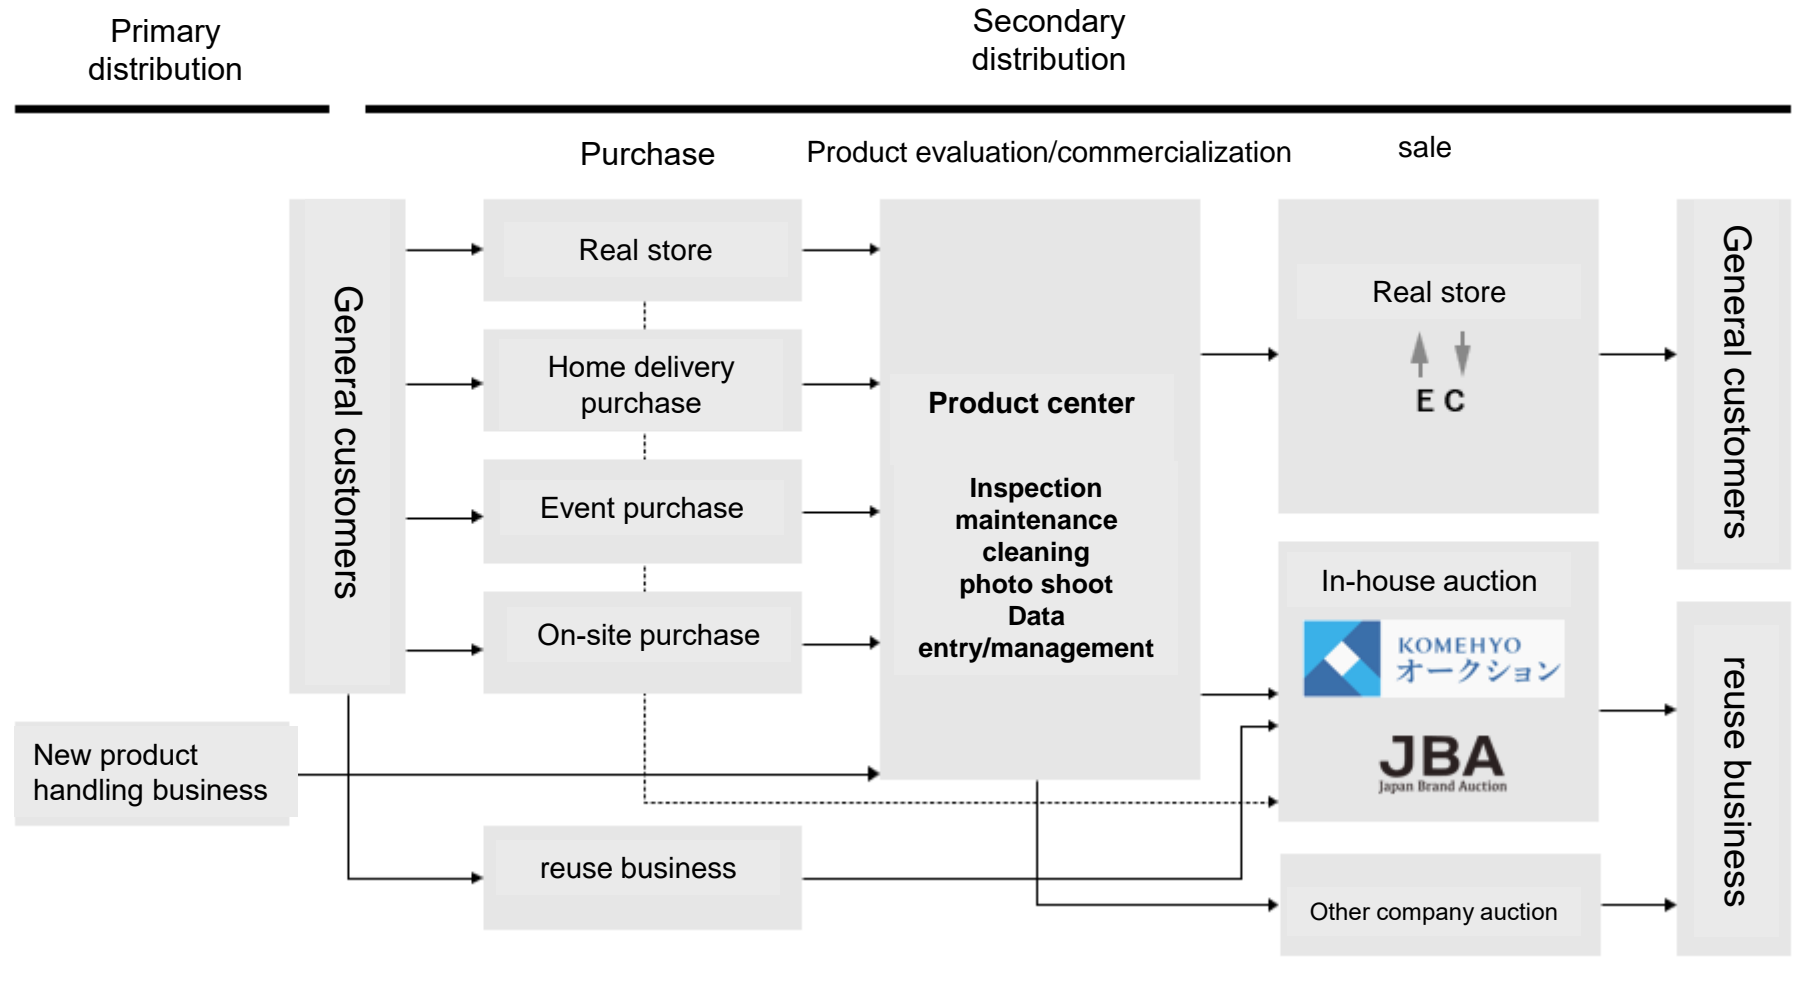 Primary
distribution
Secondary
distribution
Purchase
Product evaluation/commercialization
sale
General customers
Real store
Home delivery
purchase
Event purchase
On-site purchase
New product
handling business
reuse business
Product center
Inspection
maintenance
cleaning
photo shoot
Data
entry/management
Real store
E C
In-house auction
KOMEHYO
オークション
JBA
Japan Brand Auction
Other company auction
General customers
reuse business